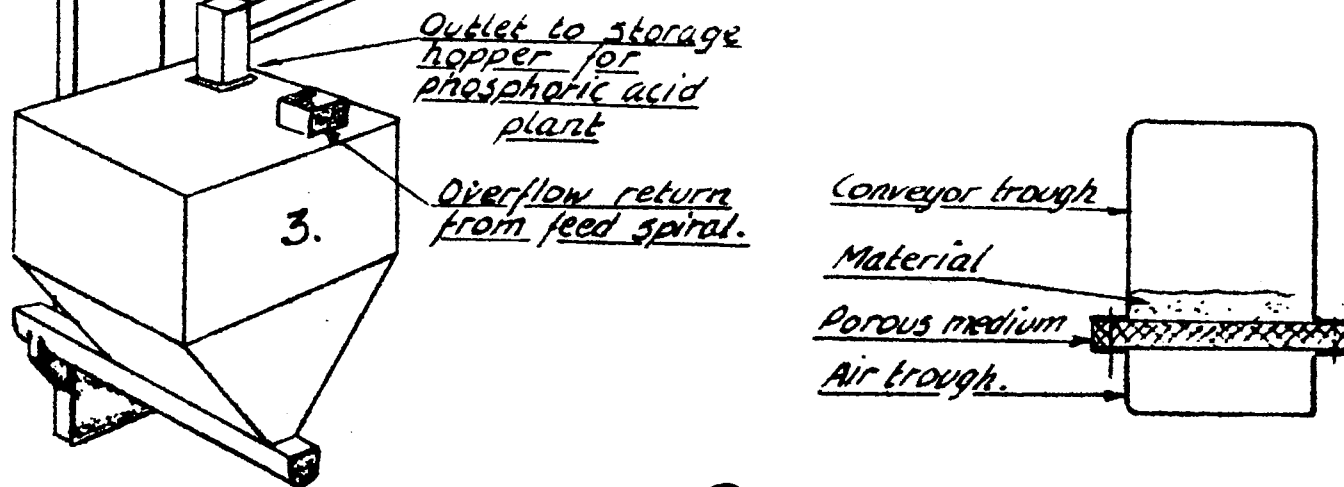 Outlet to storage
hopper for
phosphoric acid
plant
Overflow return
from feed spiral.
3.
Conveyor trough
Material
Porous medium
Air trough.